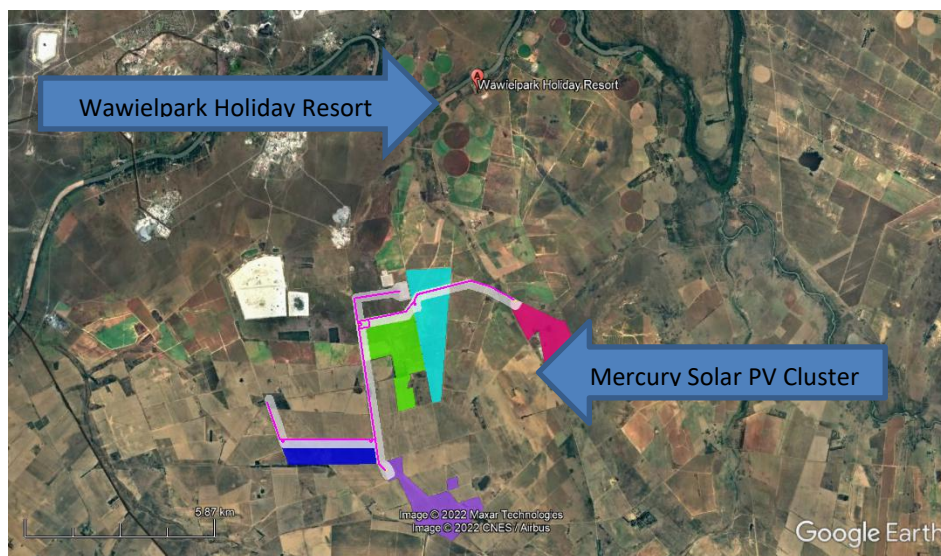 A
Wawielpark Holiday Resort
Wawielpark Holiday Resort
Mercury Solar PV Cluster
5.87 km
Image © 2022 Maxar Technologies
Image © 2022 CNES / Airbus
Google Earth